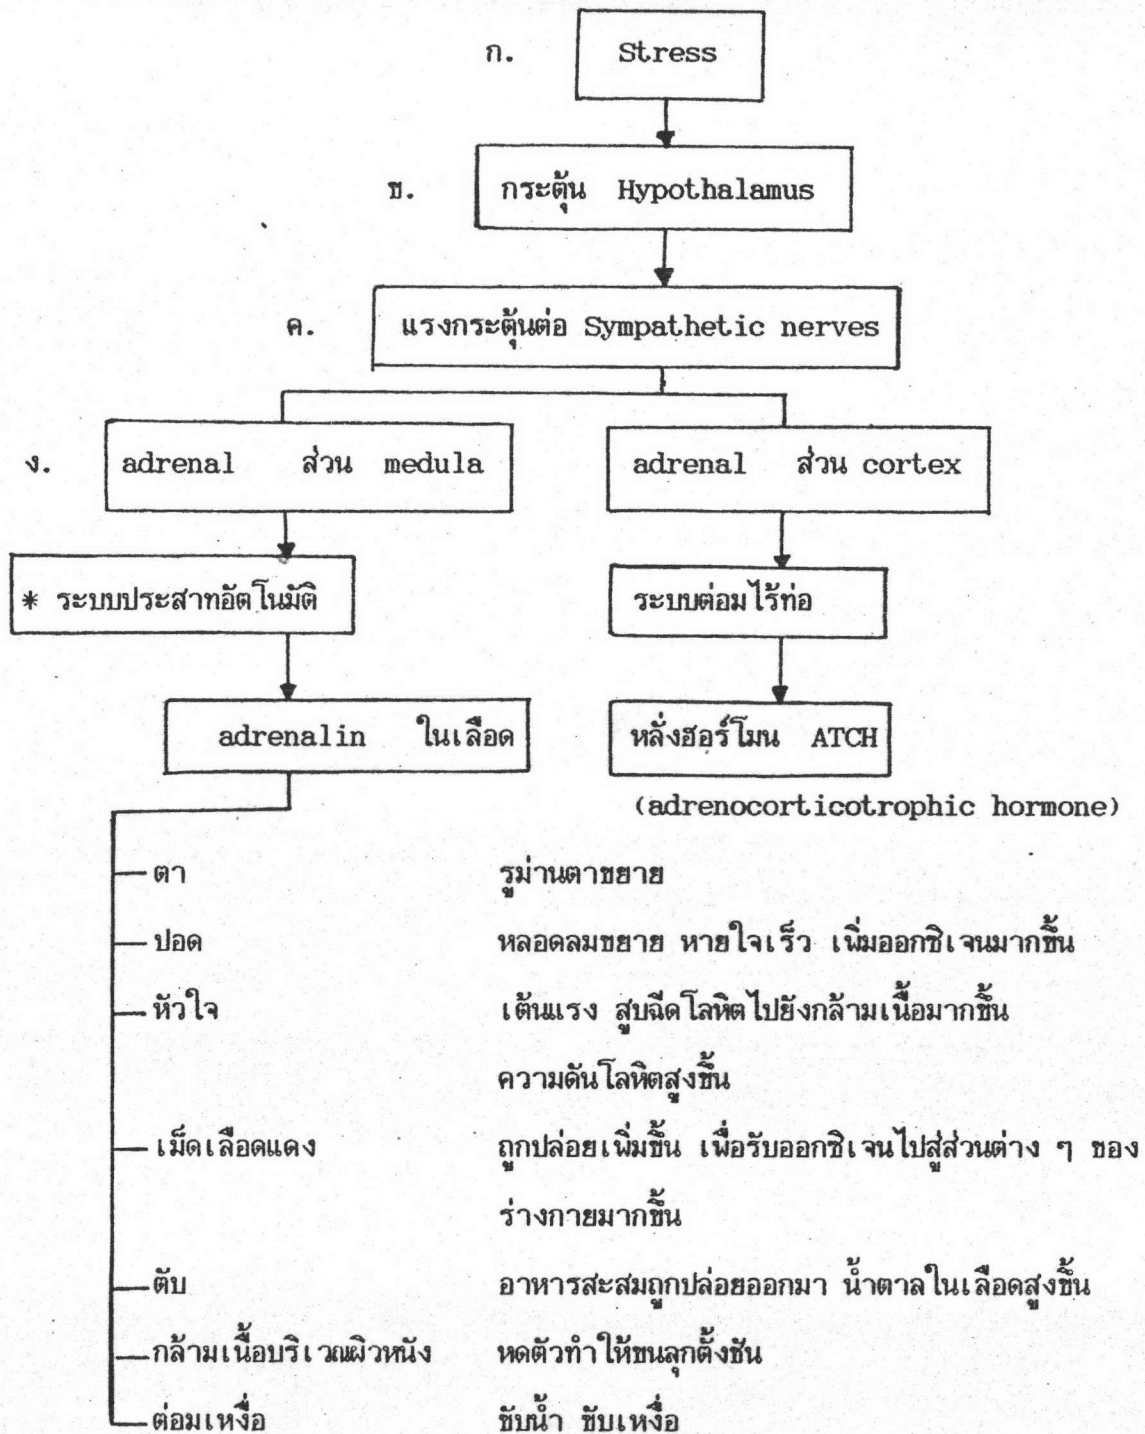 ก. Stress
ข. กระตุ้น Hypothalamus
ค. แรงกระตุ้นต่อ Sympathetic nerves
ง. adrenal ส่วน medula adrenal ส่วน cortex
* ระบบประสาทอัตโนมัติ ระบบต่อมไร้ท่อ
adrenalin ในเลือด หลั่งฮอร์โมน ATCH
(adrenocorticotrophic hormone)
ตา รูม่านตาขยาย
ปอด หลอดลมขยาย หายใจเร็ว เพิ่มออกซิเจนมากขึ้น
หัวใจ เต้นแรง สูบฉีดโลหิตไปยังกล้ามเนื้อมากขึ้น
ความดันโลหิตสูงขึ้น
เม็ดเลือดแดง ถูกปล่อยเพิ่มขึ้น เพื่อรับออกซิเจนไปสู่ส่วนต่าง ๆ ของ
ร่างกายมากขึ้น
ตับ อาหารสะสมถูกปล่อยออกมา น้ำตาลในเลือดสูงขึ้น
กล้ามเนื้อบริเวณผิวหนัง หดตัวทำให้ขนลุกตั้งชัน
ต่อมเหงื่อ ขับน้ำ ขับเหงื่อ